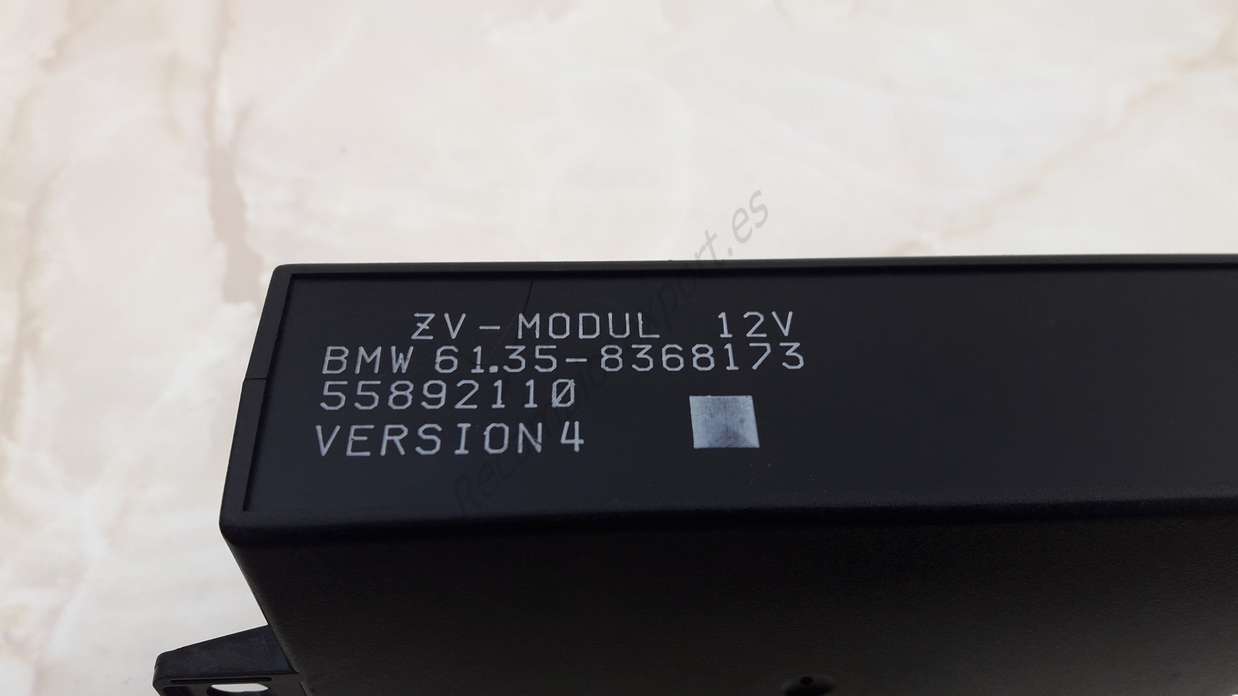 ZV-MODUL 12V
BMW 61.35-8368173
55892110
VERSION 4